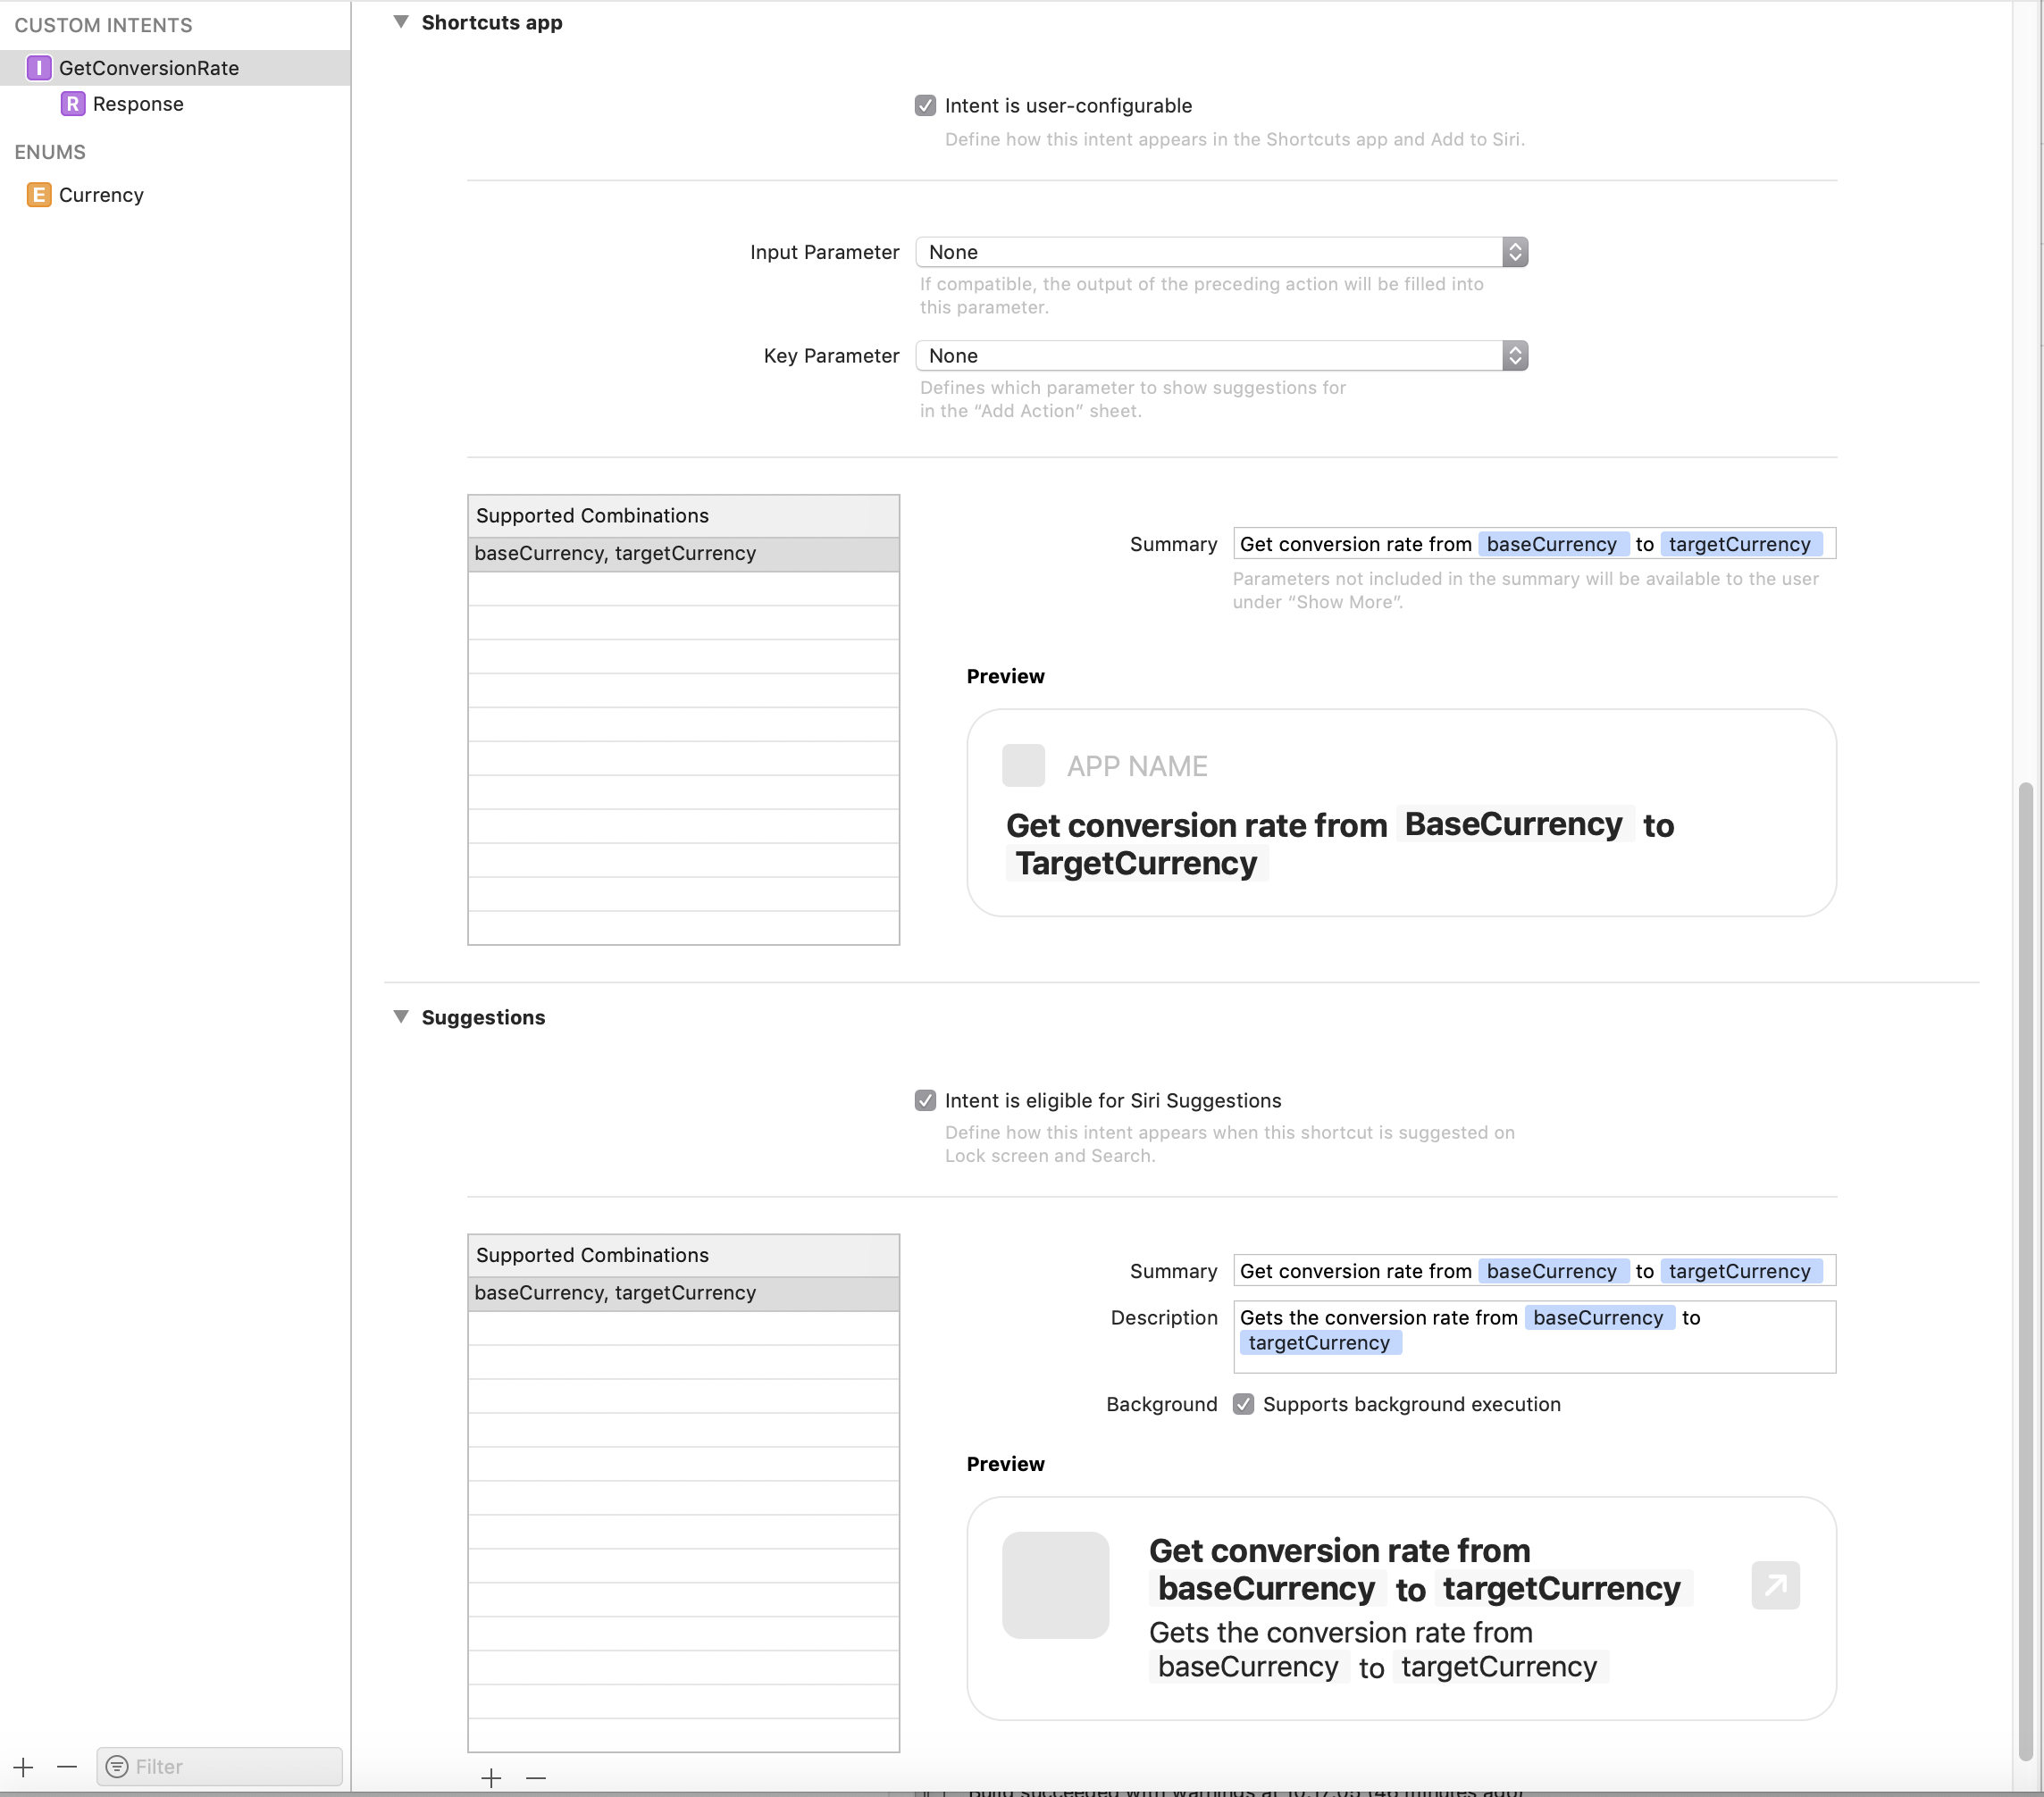 CUSTOM INTENTS
I GetConversionRate
R Response
ENUMS
E Currency
Filter
Shortcuts app
Intent is user-configurable
Define how this intent appears in the Shortcuts app and Add to Siri.
Input Parameter None
If compatible, the output of the preceding action will be filled into
this parameter.
Key Parameter None
Defines which parameter to show suggestions for
in the “Add Action” sheet.
Supported Combinations
baseCurrency, targetCurrency
Summary Get conversion rate from baseCurrency to targetCurrency
Parameters not included in the summary will be available to the user
under “Show More”.
Preview
APP NAME
Get conversion rate from BaseCurrency to
TargetCurrency
Suggestions
Intent is eligible for Siri Suggestions
Define how this intent appears when this shortcut is suggested on
Lock screen and Search.
Supported Combinations
baseCurrency, targetCurrency
Summary Get conversion rate from baseCurrency to targetCurrency
Description Gets the conversion rate from baseCurrency to
targetCurrency
Background Supports background execution
Preview
Get conversion rate from
baseCurrency to targetCurrency
Gets the conversion rate from
baseCurrency to targetCurrency